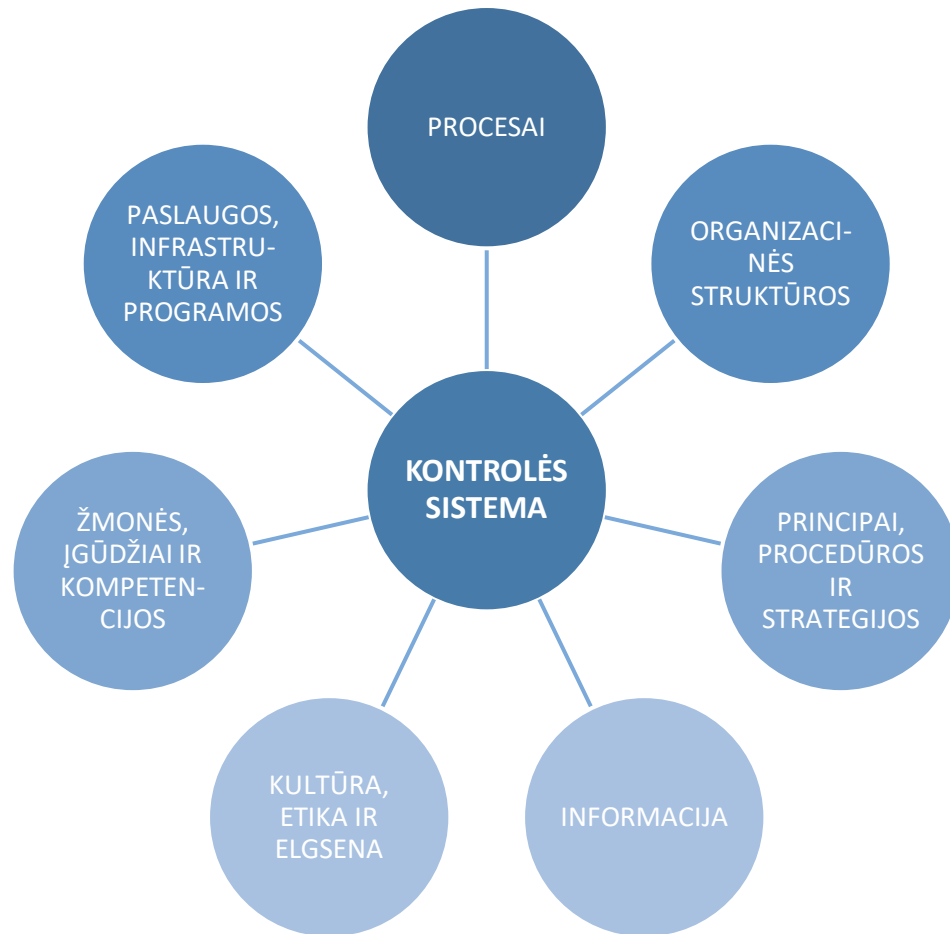 PROCESAI
ORGANIZACI-
NĖS
STRUKTŪROS
PRINCIPAI,
PROCEDŪROS
IR
STRATEGIJOS
INFORMACIJA
KULTŪRA,
ETIKA IR
ELGSENA
ŽMONĖS,
ĮGŪDŽIAI IR
KOMPETEN-
CIJOS
PASLAUGOS,
INFRASTRU-
KTŪRA IR
PROGRAMOS
KONTROLĖS
SISTEMA